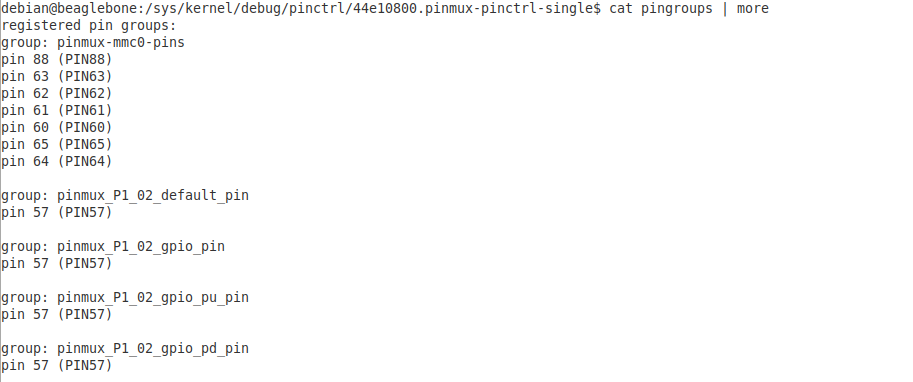 debian@beaglebone:/sys/kernel/debug/pinctrl/44e10800.pinmux-pinctrl-single$ cat pingroups | more
registered pin groups:
group: pinmux-mmc0-pins
pin 88 (PIN88)
pin 63 (PIN63)
pin 62 (PIN62)
pin 61 (PIN61)
pin 60 (PIN60)
pin 65 (PIN65)
pin 64 (PIN64)
group: pinmux_P1_02_default_pin
pin 57 (PIN57)
group: pinmux_P1_02_gpio_pin
pin 57 (PIN57)
group: pinmux_P1_02_gpio_pu_pin
pin 57 (PIN57)
group: pinmux_P1_02_gpio_pd_pin
pin 57 (PIN57)